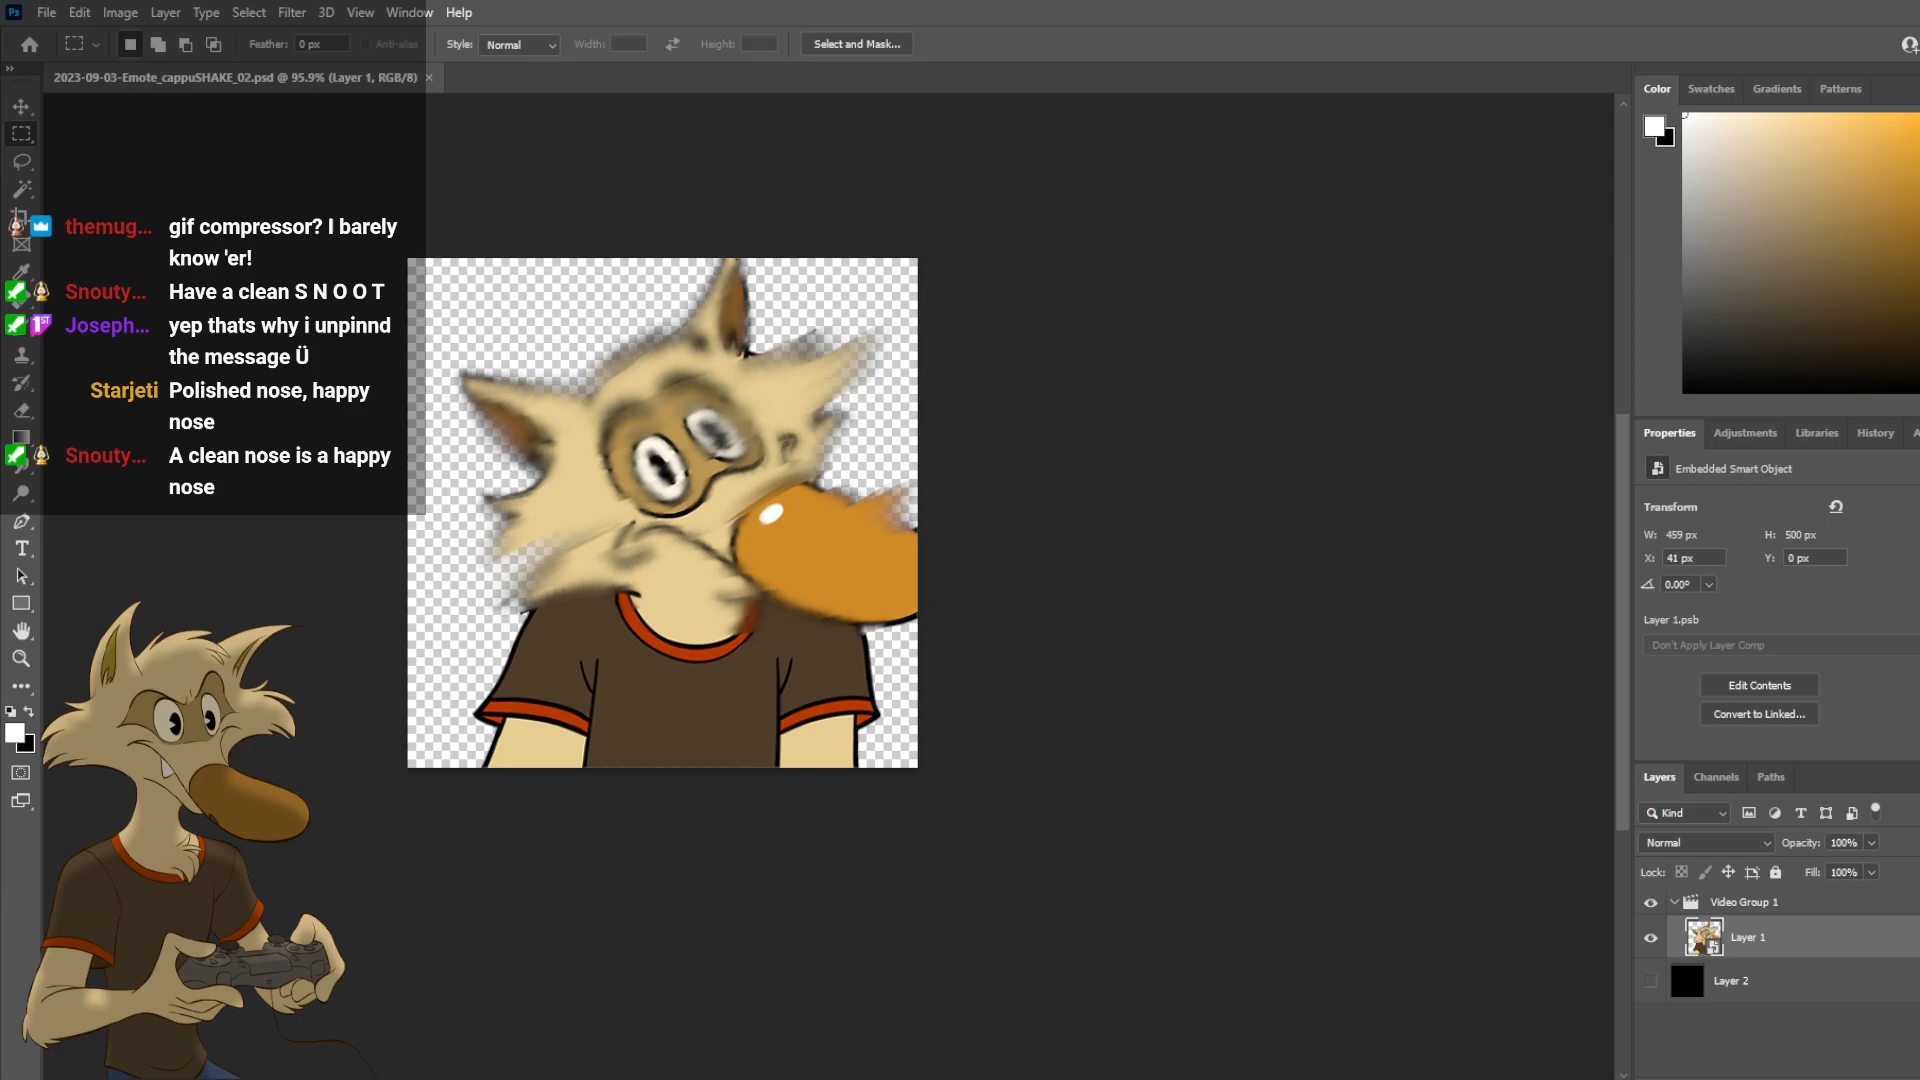 Ps File Edit Image Layer Type Select Filter 3D View Window Help
Feather: 0 px Anti-alias Style: Normal Width: Height: Select and Mask...
2023-09-03-Emote_cappuSHAKE_02.psd @ 95.9% (Layer 1, RGB/8) ×
themug... gif compressor? I barely
know 'er!
Snouty... Have a clean S N O O T
1ST Joseph... yep thats why i unpinnd
the message Ü
Starjeti Polished nose, happy
nose
Snouty... A clean nose is a happy
nose
Color Swatches Gradients Patterns
Properties Adjustments Libraries History A
Embedded Smart Object
Transform
W: 459 px H: 500 px
X: 41 px Y: 0 px
0.00°
Layer 1.psb
Don't Apply Layer Comp
Edit Contents
Convert to Linked...
Layers Channels Paths
Kind
Normal Opacity: 100%
Lock: Fill: 100%
Video Group 1
Layer 1
Layer 2